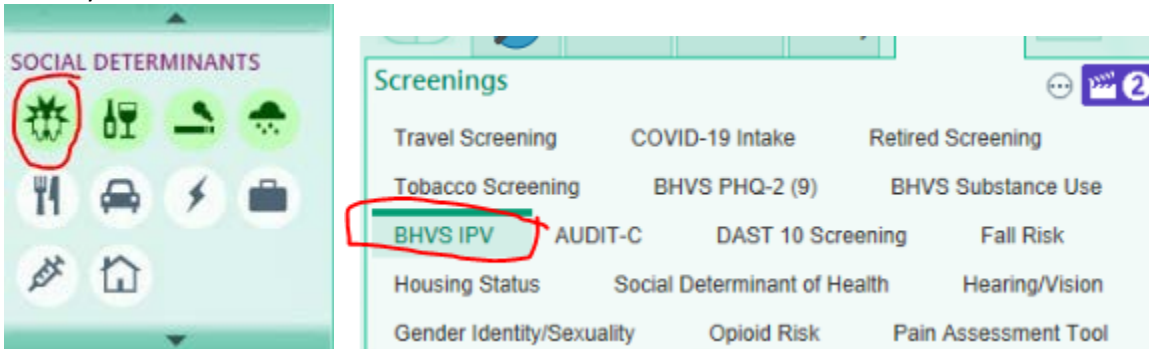 SOCIAL DETERMINANTS
Screenings
2
Travel Screening COVID-19 Intake Retired Screening
Tobacco Screening BHVS PHQ-2 (9) BHVS Substance Use
BHVS IPV AUDIT-C DAST 10 Screening Fall Risk
Housing Status Social Determinant of Health Hearing/Vision
Gender Identity/Sexuality Opioid Risk Pain Assessment Tool